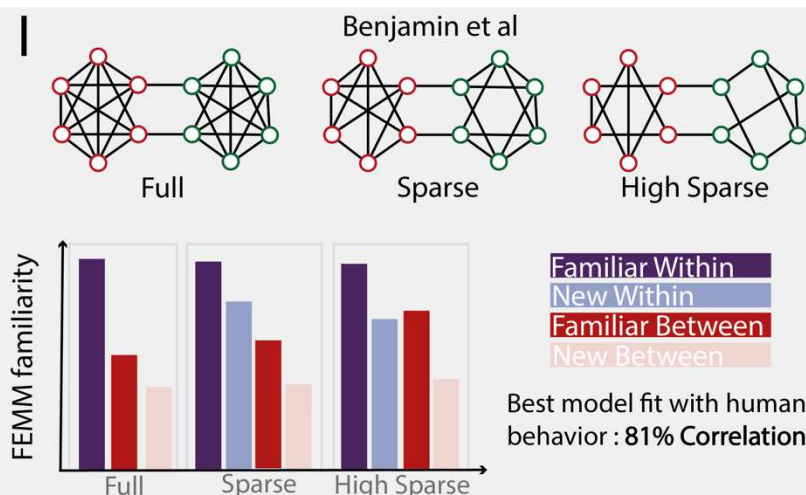 I
Benjamin et al
Full
Sparse
High Sparse
FEMM familiarity
Full
Sparse
High Sparse
Familiar Within
New Within
Familiar Between
New Between
Best model fit with human
behavior : 81% Correlation